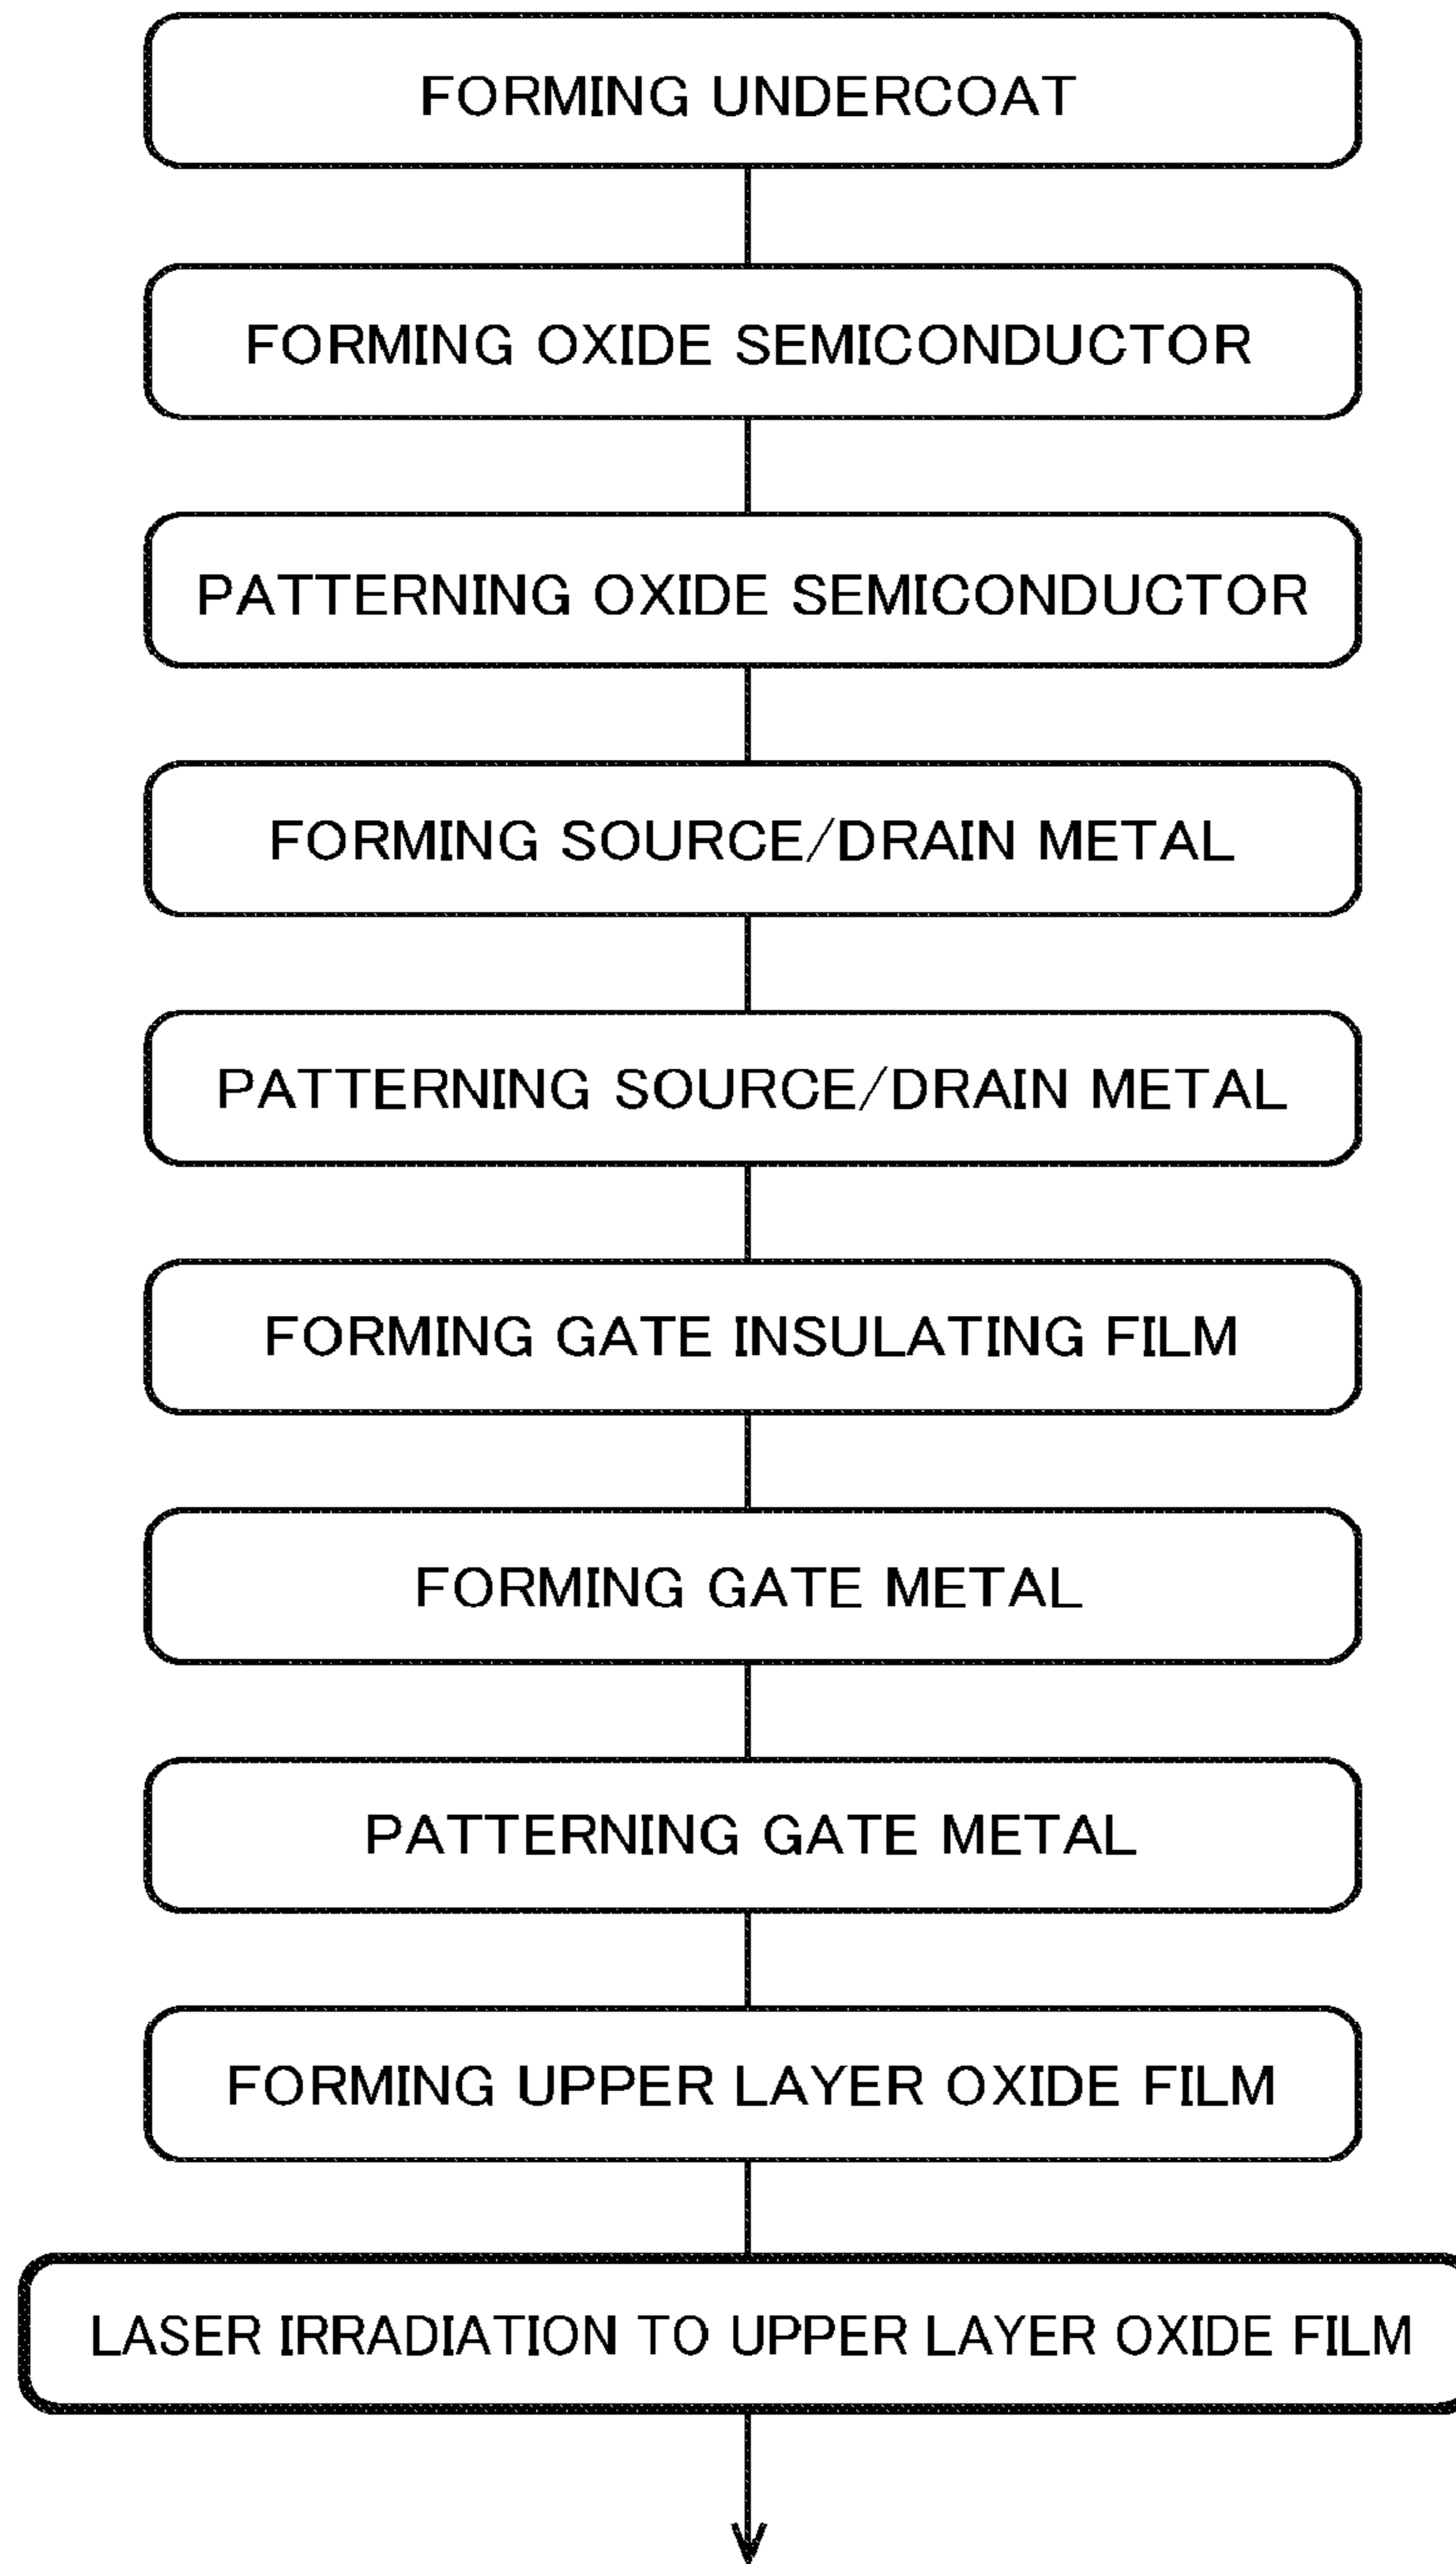 FORMING UNDERCOAT
FORMING OXIDE SEMICONDUCTOR
PATTERNING OXIDE SEMICONDUCTOR
FORMING SOURCE/DRAIN METAL
PATTERNING SOURCE/DRAIN METAL
FORMING GATE INSULATING FILM
FORMING GATE METAL
PATTERNING GATE METAL
FORMING UPPER LAYER OXIDE FILM
LASER IRRADIATION TO UPPER LAYER OXIDE FILM